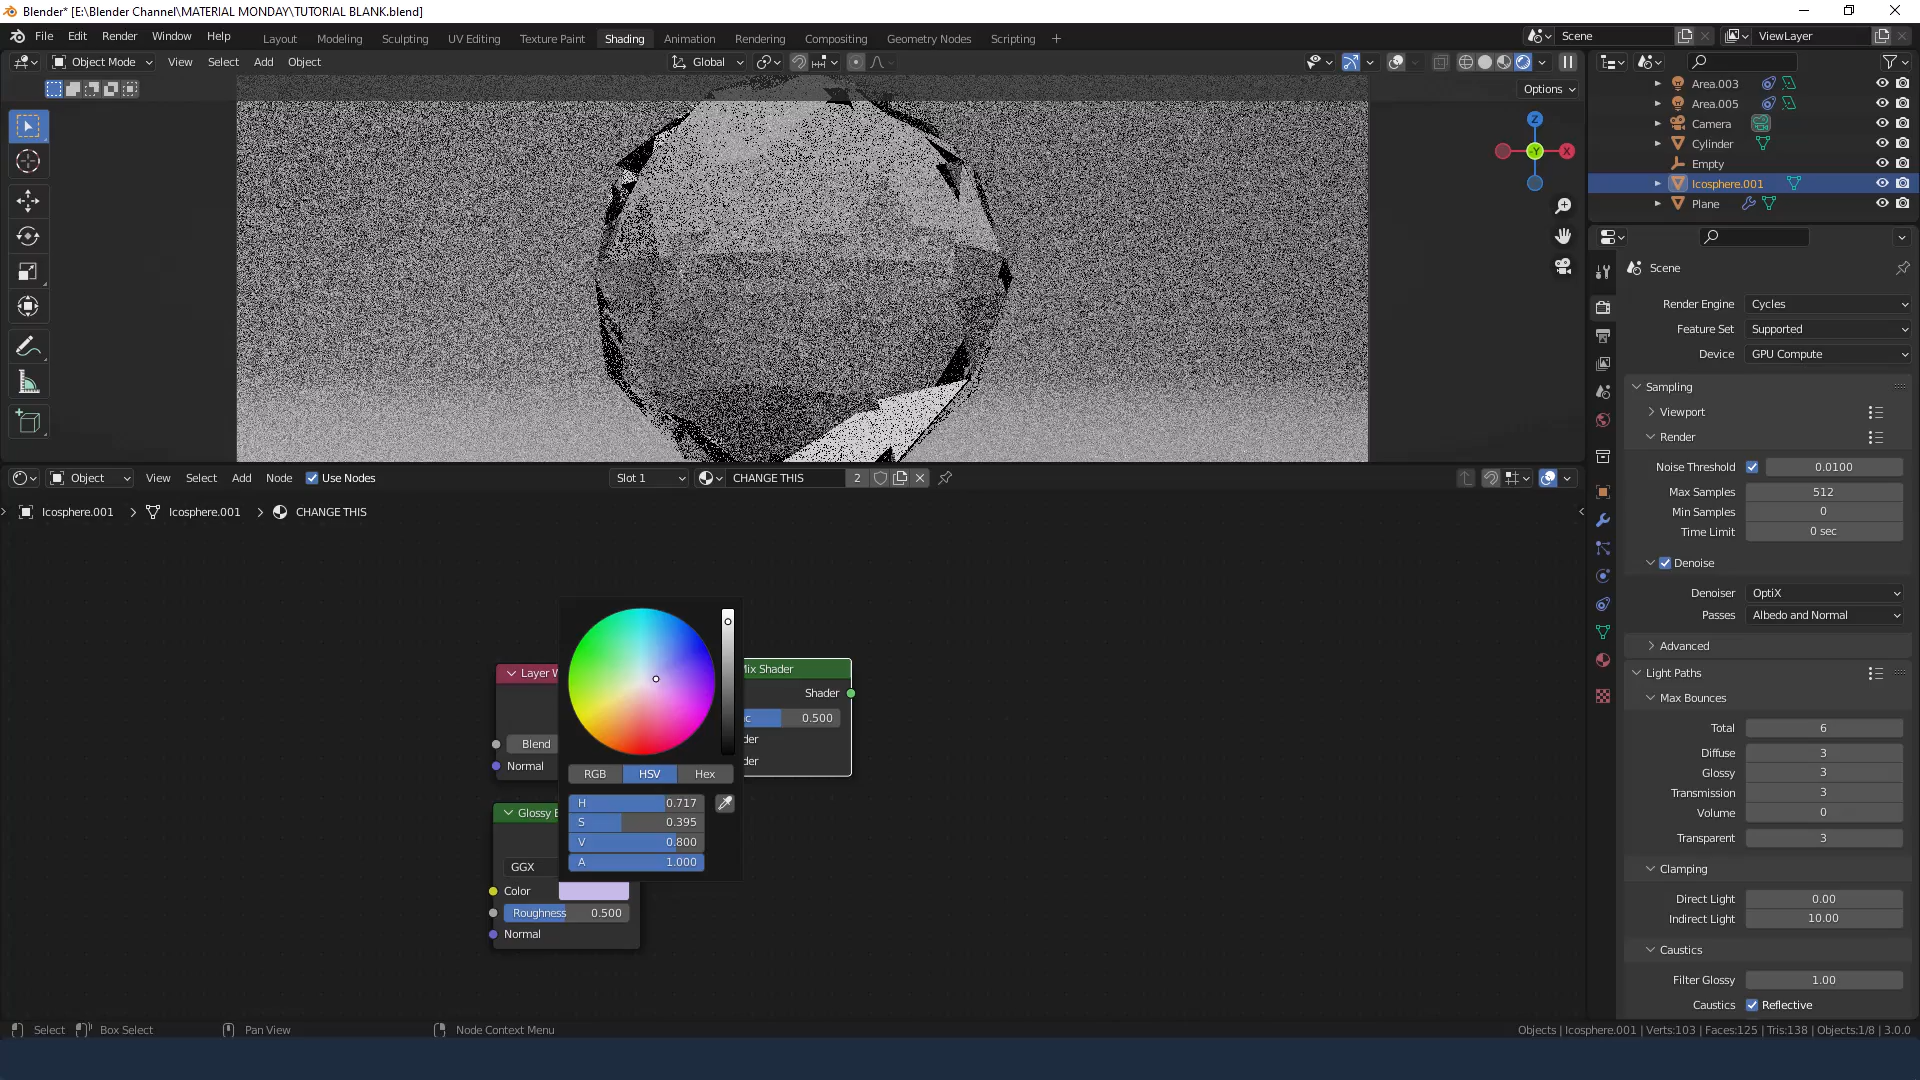 Blender* [E:\Blender Channel\MATERIAL MONDAY\TUTORIAL BLANK.blend]
File Edit Render Window Help
Layout Modeling Sculpting UV Editing Texture Paint Shading Animation Rendering Compositing Geometry Nodes Scripting
Scene
ViewLayer
Object Mode View Select Add Object
Global
Options
Z
-Y
X
Area.003
Area.005
Camera
Cylinder
Empty
Icosphere.001
Plane
Scene
Render Engine Cycles
Feature Set Supported
Device GPU Compute
Sampling
Viewport
Render
Noise Threshold 0.0100
Max Samples 512
Min Samples 0
Time Limit 0 sec
Denoise
Denoiser OptiX
Passes Albedo and Normal
Advanced
Light Paths
Max Bounces
Total 6
Diffuse 3
Glossy 3
Transmission 3
Volume 0
Transparent 3
Clamping
Direct Light 0.00
Indirect Light 10.00
Caustics
Filter Glossy 1.00
Caustics Reflective
Object View Select Add Node Use Nodes Slot 1 CHANGE THIS 2
Icosphere.001 Icosphere.001 CHANGE THIS
Layer W
Blend
Normal
Mix Shader
Shader
c 0.500
der
der
RGB HSV Hex
H 0.717
S 0.395
V 0.800
A 1.000
Glossy B
GGX
Color
Roughness 0.500
Normal
Select Box Select Pan View Node Context Menu
Objects | Icosphere.001 | Verts:103 | Faces:125 | Tris:138 | Objects:1/8 | 3.0.0